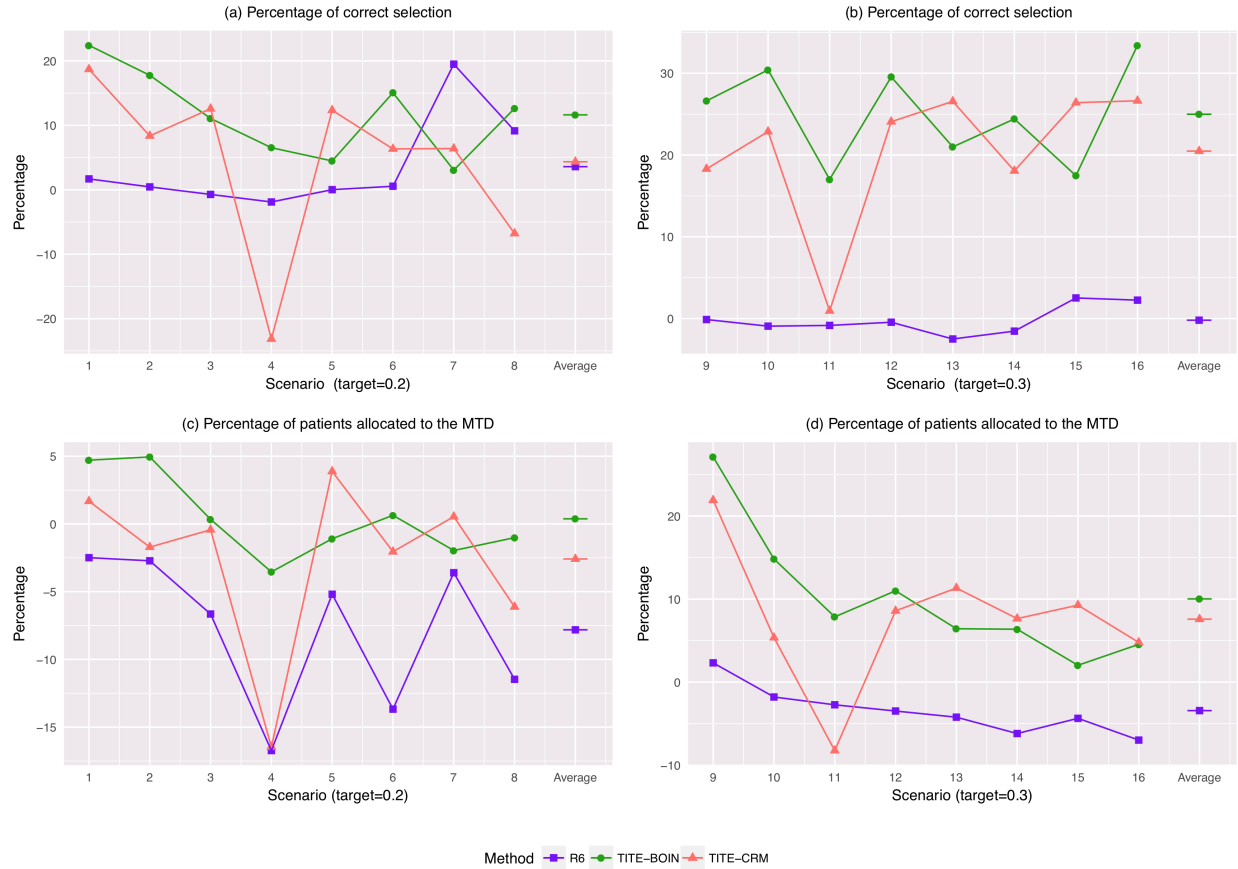 (a) Percentage of correct selection
20
10
0
−10
−20
Percentage
1 2 3 4 5 6 7 8 Average
Scenario (target=0.2)
(b) Percentage of correct selection
30
20
10
0
Percentage
9 10 11 12 13 14 15 16 Average
Scenario (target=0.3)
(c) Percentage of patients allocated to the MTD
5
0
−5
−10
−15
Percentage
1 2 3 4 5 6 7 8 Average
Scenario (target=0.2)
(d) Percentage of patients allocated to the MTD
20
10
0
−10
Percentage
9 10 11 12 13 14 15 16 Average
Scenario (target=0.3)
Method R6 TITE−BOIN TITE−CRM